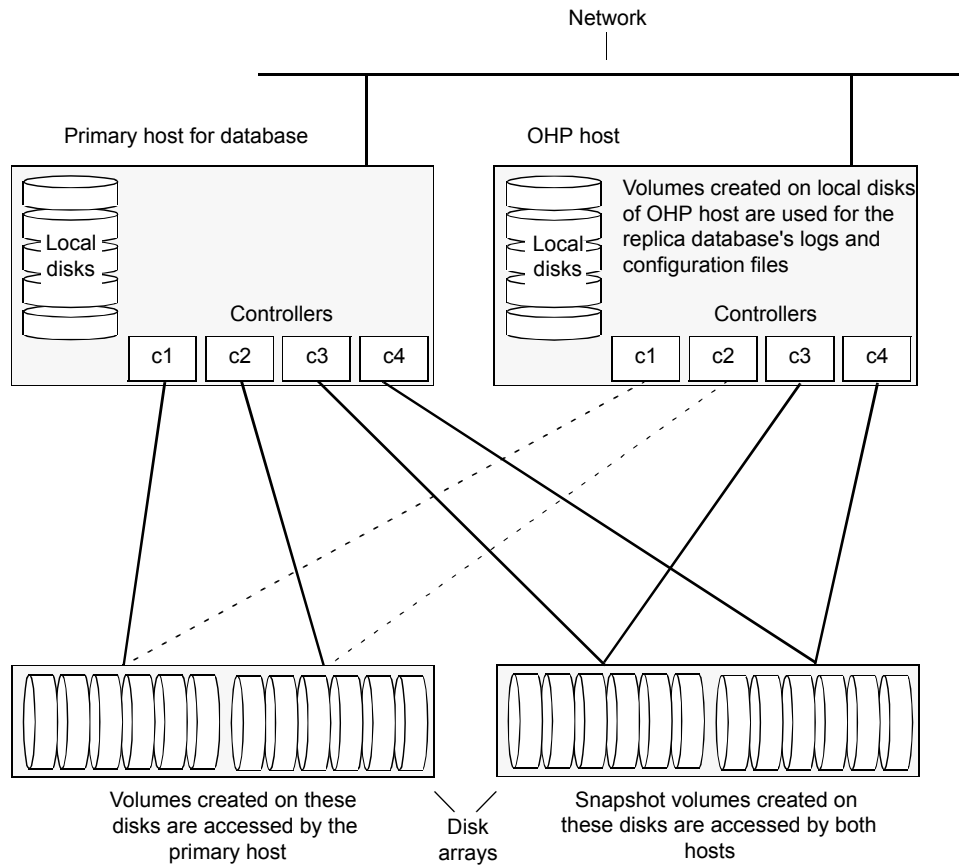 Network
Primary host for database
OHP host
Local
disks
Controllers
c1
c2
c3
c4
Local
disks
Volumes created on local disks
of OHP host are used for the
replica database's logs and
configuration files
Controllers
c1
c2
c3
c4
Volumes created on these
disks are accessed by the
primary host
Disk
arrays
Snapshot volumes created on
these disks are accessed by both
hosts